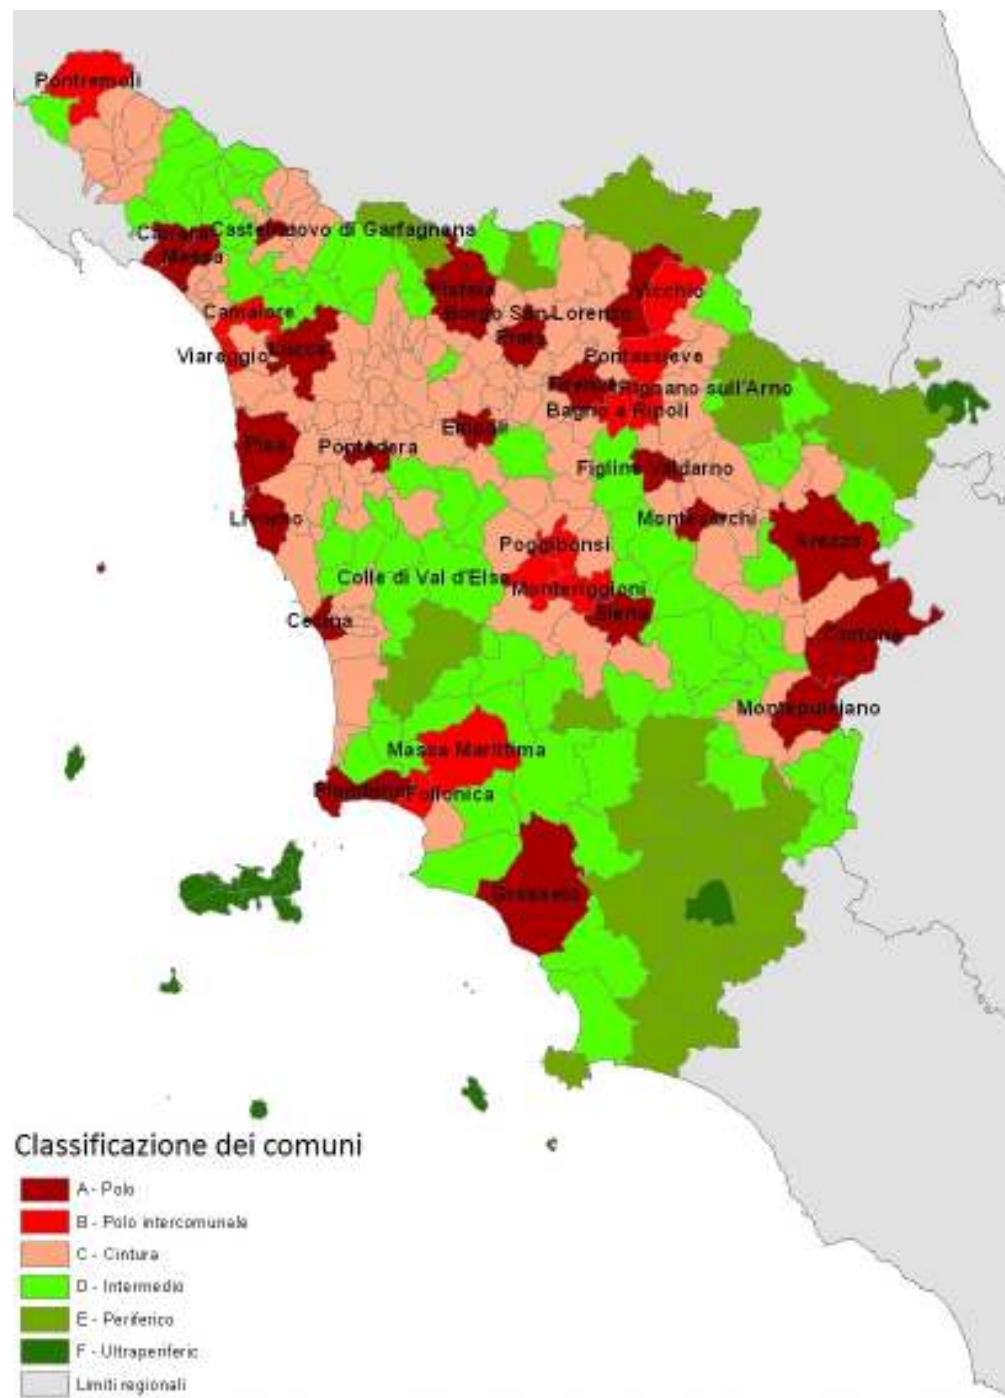 Pontremoli
Carrara
Castelnuovo di Garfagnana
Massa
Pistoia
Vicchio
Camaiore
Borgo San Lorenzo
Prato
Viareggio
Lucca
Pontassieve
Firenze
Rignano sull'Arno
Bagno a Ripoli
Empoli
Pisa
Pontedera
Figline Valdarno
Livorno
Montevarchi
Arezzo
Poggibonsi
Colle di Val d'Elsa
Monteriggioni
Siena
Cecina
Cortona
Montepulciano
Massa Marittima
Piombino
Follonica
Grosseto
Classificazione dei comuni
A - Polo
B - Polo intercomunale
C - Cintura
D - Intermedio
E - Periferico
F - Ultraperiferic
Limiti regionali